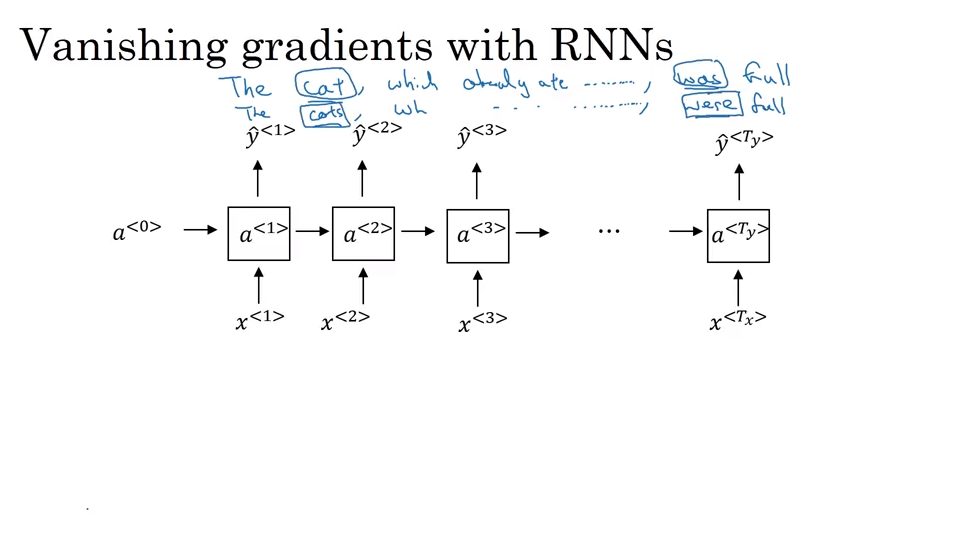 Vanishing gradients with RNNs
The cat, which already ate ........, was full
The cats, wh ... ........, were full
ŷ<1> ŷ<2> ŷ<3> ŷ<Ty>
a<0> a<1> a<2> a<3> ... a<Ty>
x<1> x<2> x<3> x<Tx>